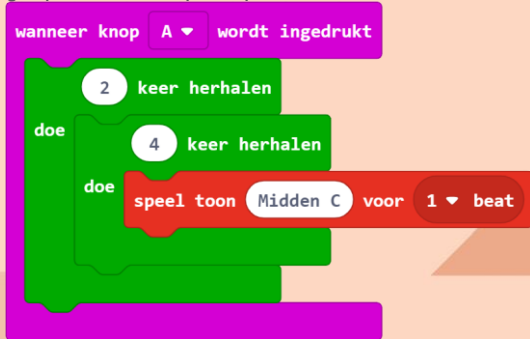 wanneer knop A wordt ingedrukt
2 keer herhalen
doe
4 keer herhalen
doe
speel toon Midden C voor 1 beat